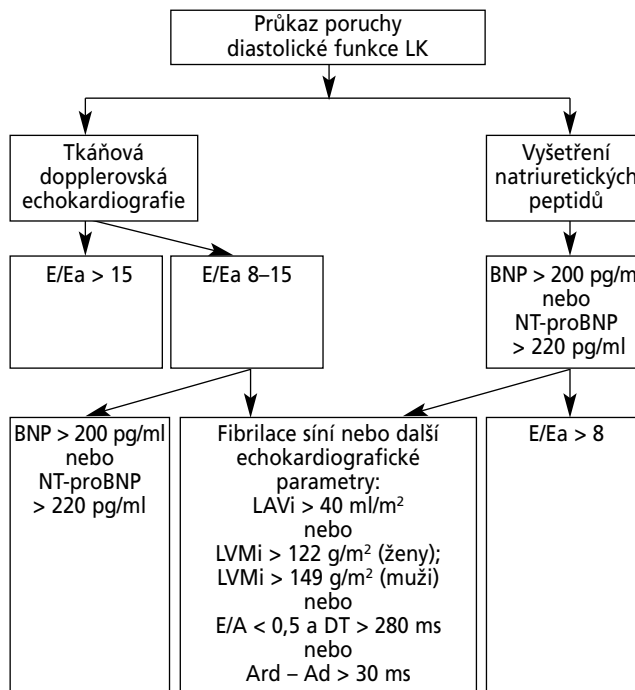 Průkaz poruchy
diastolické funkce LK
Tkáňová
dopplerovská
echokardiografie
Vyšetření
natriuretických
peptidů
E/Ea > 15
E/Ea 8–15
BNP > 200 pg/m
nebo
NT-proBNP
> 220 pg/ml
BNP > 200 pg/ml
nebo
NT-proBNP
> 220 pg/ml
Fibrilace síní nebo další
echokardiografické
parametry:
LAVi > 40 ml/m²
nebo
LVMi > 122 g/m² (ženy);
LVMi > 149 g/m² (muži)
nebo
E/A < 0,5 a DT > 280 ms
nebo
Ard – Ad > 30 ms
E/Ea > 8